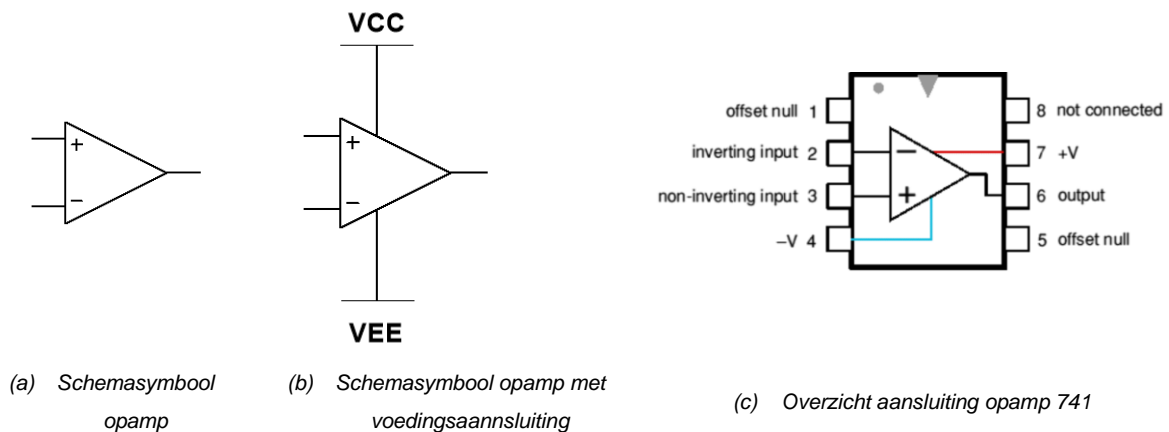 VCC
+
−
+
−
VEE
offset null 1
8 not connected
inverting input 2
−
7 +V
non-inverting input 3
+
6 output
−V 4
5 offset null
(a) Schemasymbool
opamp
(b) Schemasymbool opamp met
voedingsaannsluiting
(c) Overzicht aansluiting opamp 741